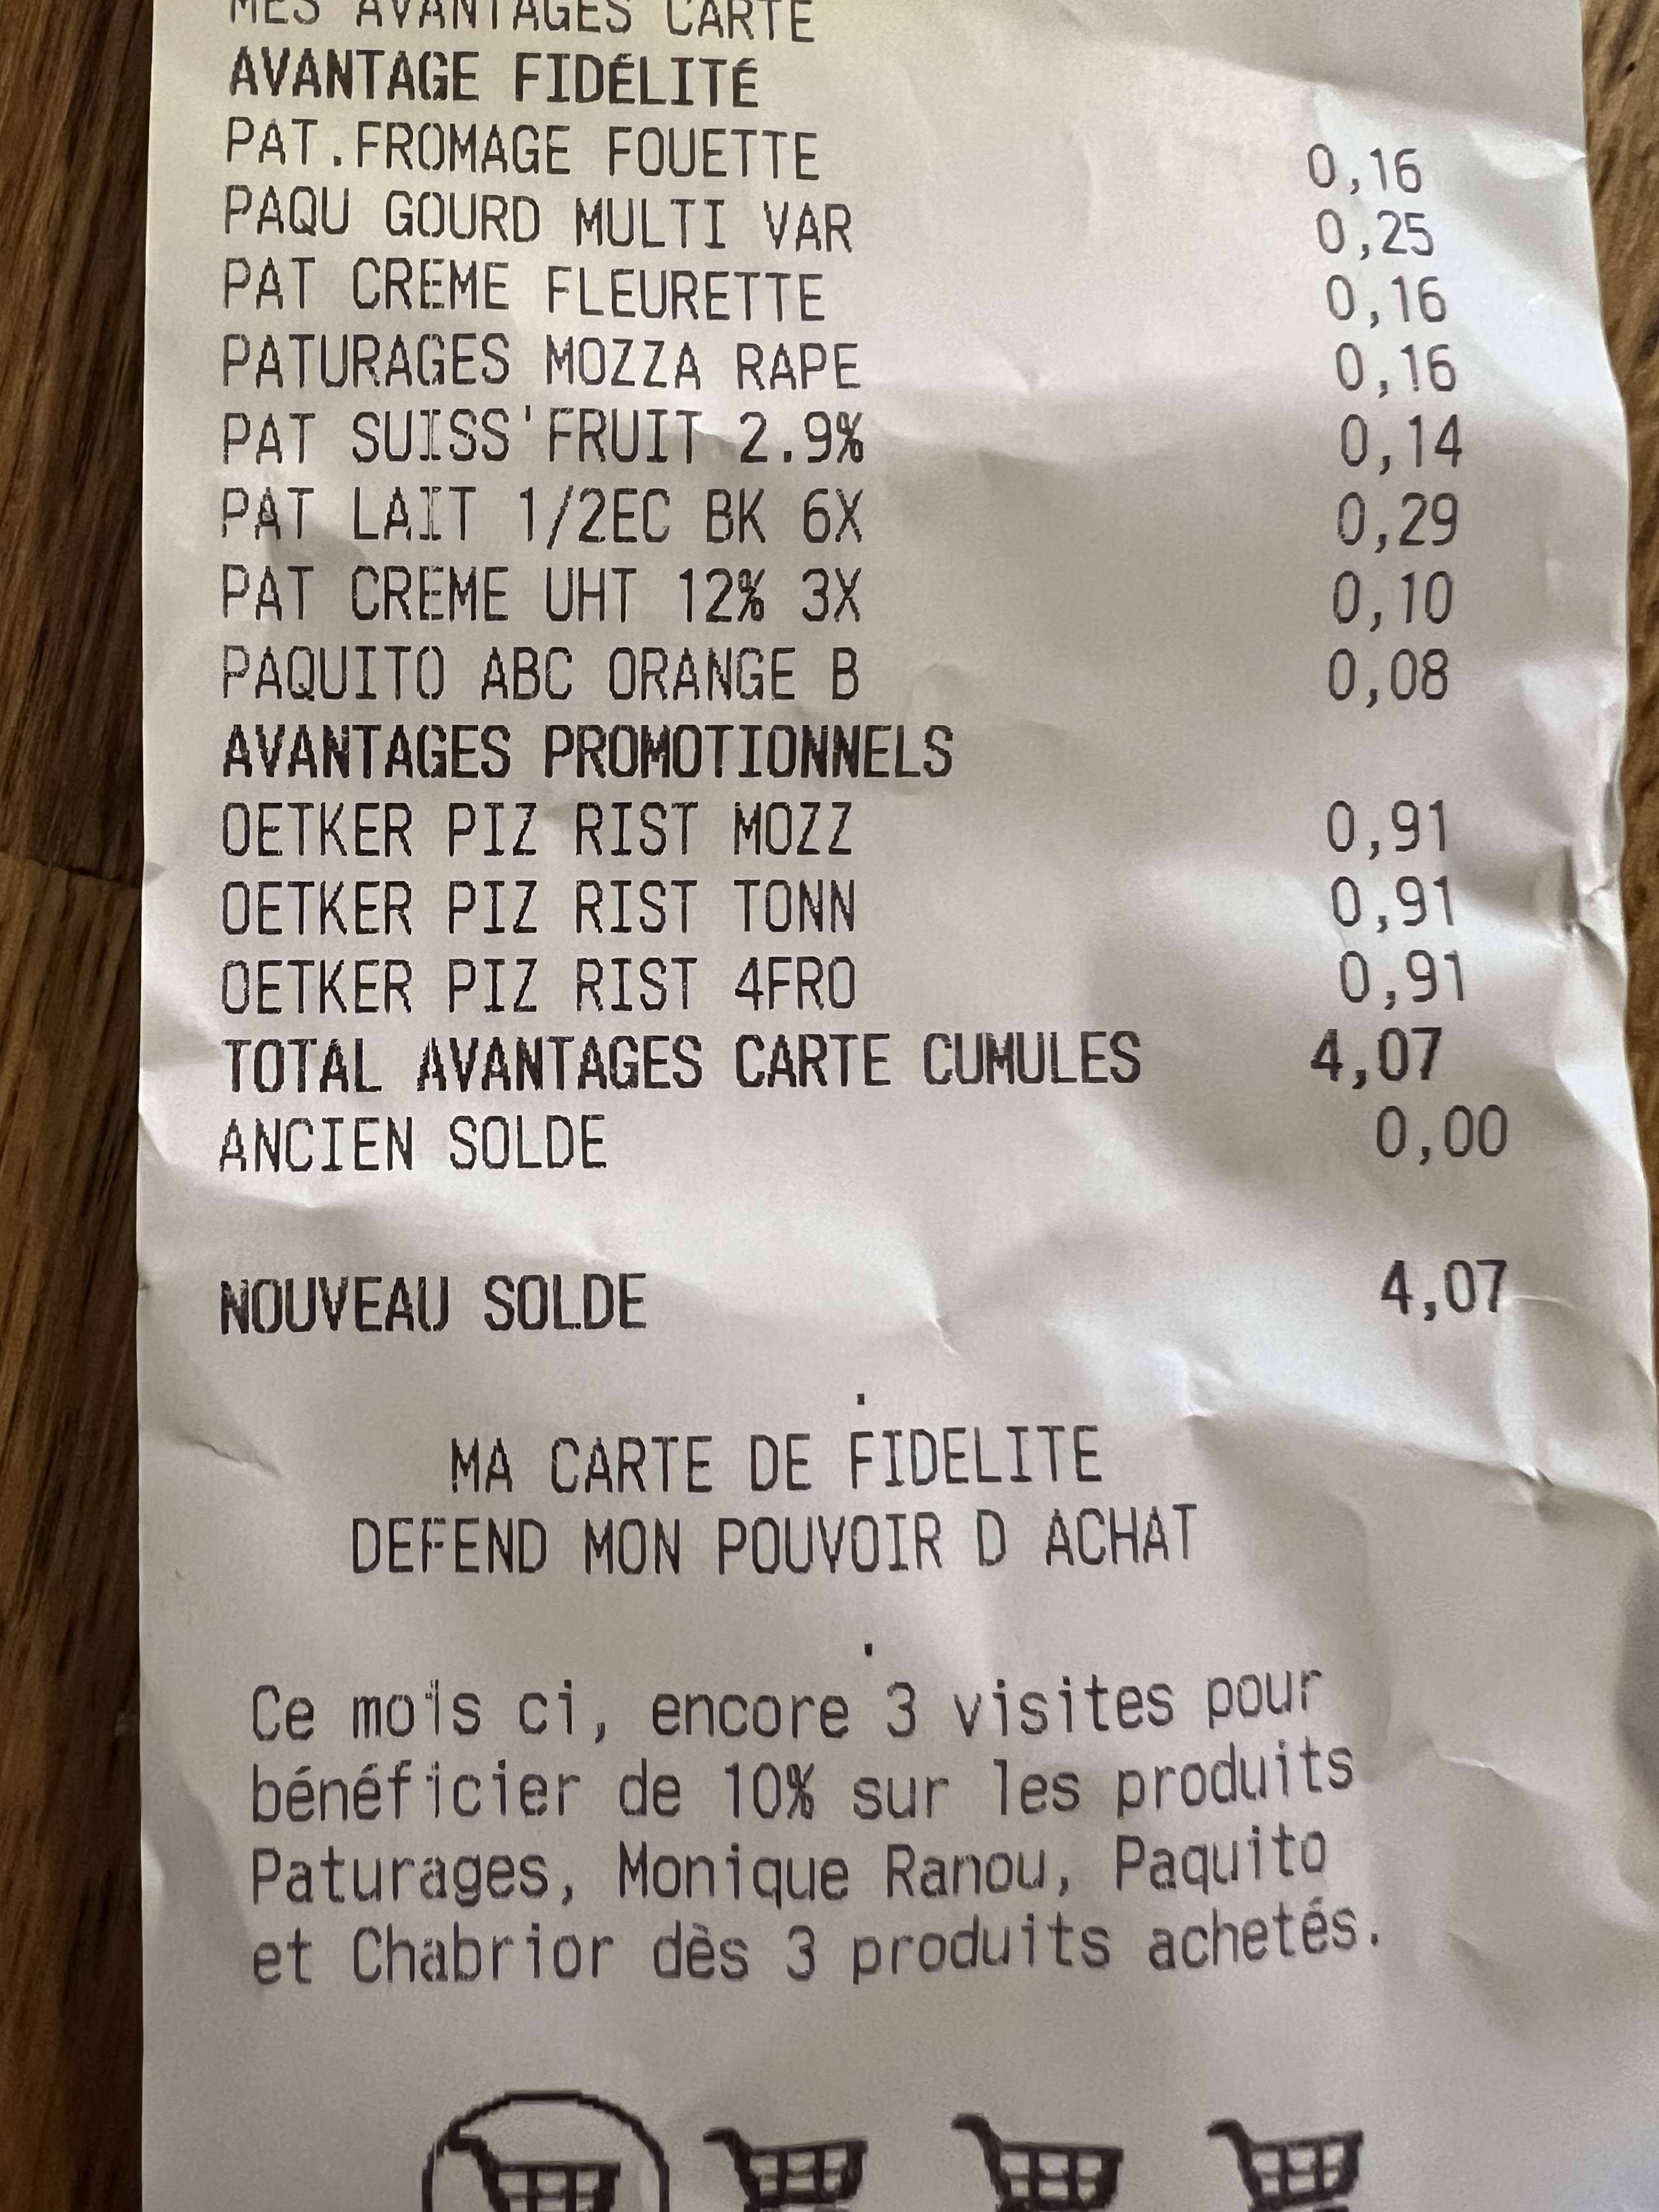 MES AVANTAGES CARTE
AVANTAGE FIDÉLITÉ
PAT.FROMAGE FOUETTE 0,16
PAQU GOURD MULTI VAR 0,25
PAT CREME FLEURETTE 0,16
PATURAGES MOZZA RAPE 0,16
PAT SUISS'FRUIT 2.9% 0,14
PAT LAIT 1/2EC BK 6X 0,29
PAT CREME UHT 12% 3X 0,10
PAQUITO ABC ORANGE B 0,08
AVANTAGES PROMOTIONNELS
OETKER PIZ RIST MOZZ 0,91
OETKER PIZ RIST TONN 0,91
OETKER PIZ RIST 4FRO 0,91
TOTAL AVANTAGES CARTE CUMULES 4,07
ANCIEN SOLDE 0,00
NOUVEAU SOLDE 4,07
.
MA CARTE DE FIDELITE
DEFEND MON POUVOIR D ACHAT
.
Ce mois ci, encore 3 visites pour
bénéficier de 10% sur les produits
Paturages, Monique Ranou, Paquito
et Chabrior dès 3 produits achetés.